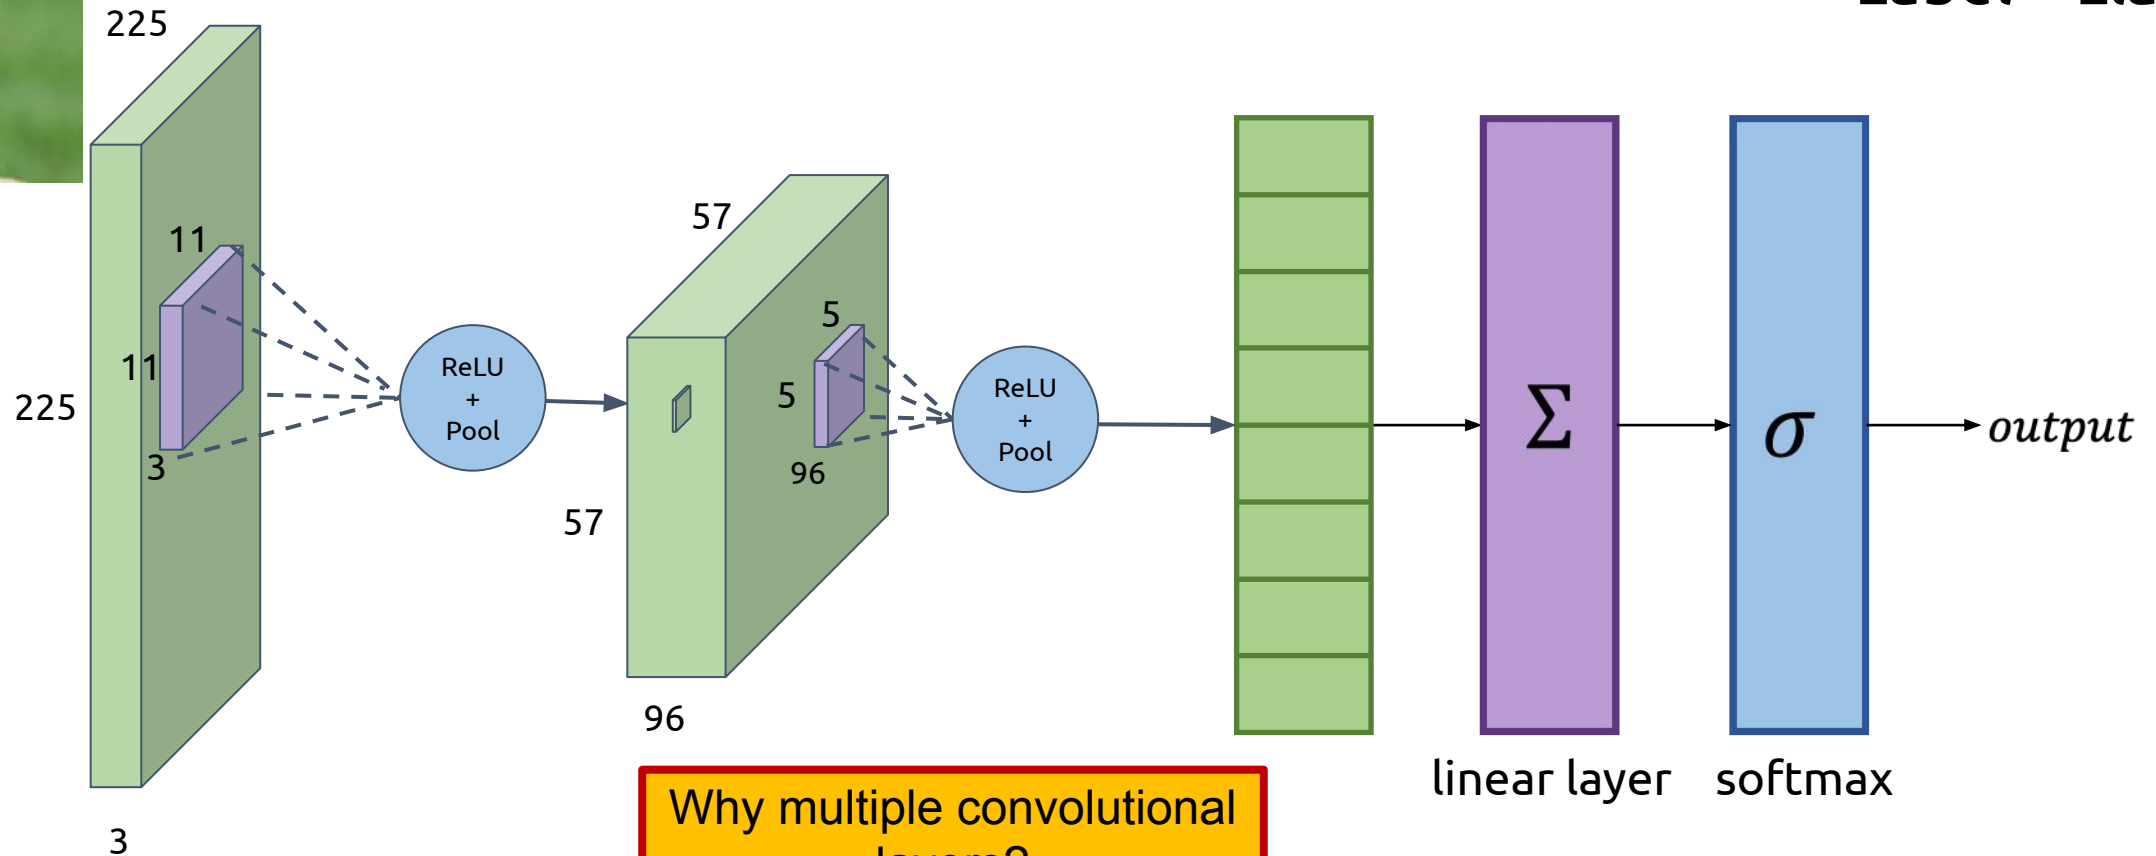 225
11
11
225
3
3
ReLU
+
Pool
57
57
96
5
5
96
ReLU
+
Pool
Σ
σ
output
linear layer
softmax
Why multiple convolutional
layers?